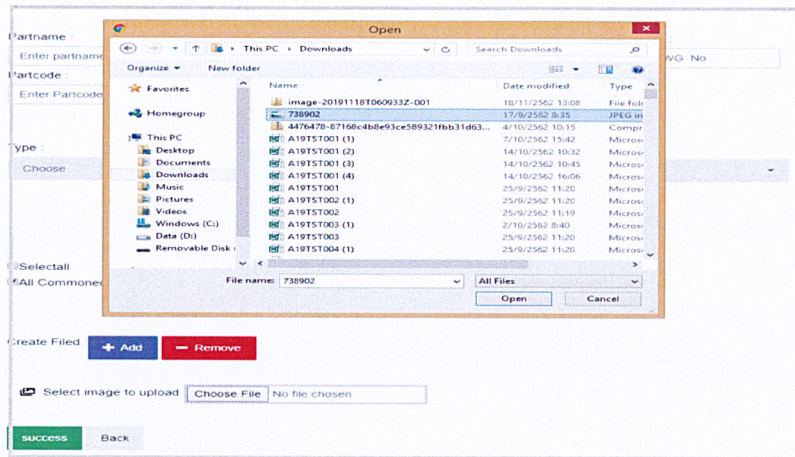 Open
Partname :
This PC › Downloads
Search Downloads
Enter partname
WG No
Organize
New folder
Partcode :
Enter Partcode
Favorites
Homegroup
This PC
Desktop
Documents
Downloads
Music
Pictures
Videos
Windows (C:)
Data (D:)
Removable Disk
Name Date modified Type
image-20191118T060933Z-001 18/11/2562 13:08 File fol
738902 17/9/2562 8:35 JPEG in
4476478-87168c4b8e93ce589321fbb31d63... 4/10/2562 10:15 Compr
A19TST001 (1) 7/10/2562 15:42 Micros
A19TST001 (2) 14/10/2562 10:32 Micros
A19TST001 (3) 14/10/2562 10:45 Micros
A19TST001 (4) 14/10/2562 16:06 Micros
A19TST001 25/9/2562 11:20 Micros
A19TST002 (1) 25/9/2562 11:20 Micros
A19TST002 25/9/2562 11:19 Micros
A19TST003 (1) 2/10/2562 8:40 Micros
A19TST003 25/9/2562 11:20 Micros
A19TST004 (1) 25/9/2562 11:20 Micros
Type :
Choose
Selectall
All Commoned
File name: 738902 All Files
Open Cancel
Create Filed :
+ Add
− Remove
Select image to upload Choose File No file chosen
success Back